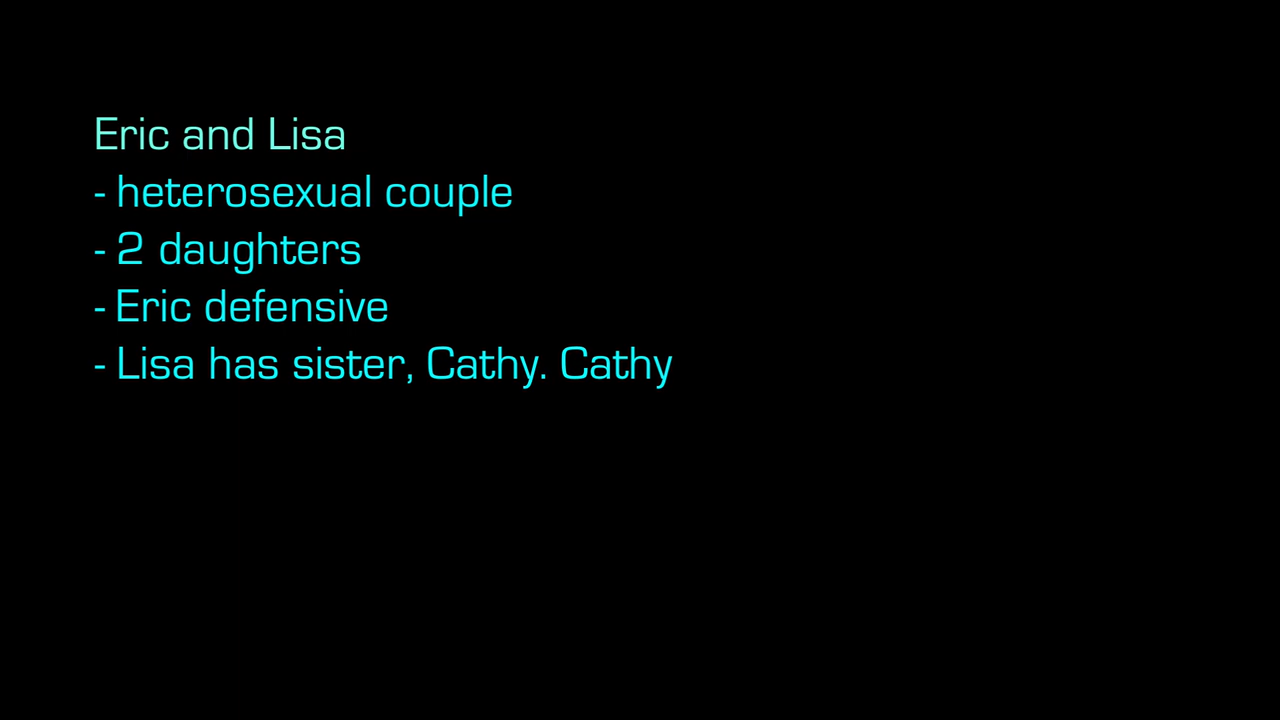 Eric and Lisa
- heterosexual couple
- 2 daughters
- Eric defensive
- Lisa has sister, Cathy. Cathy